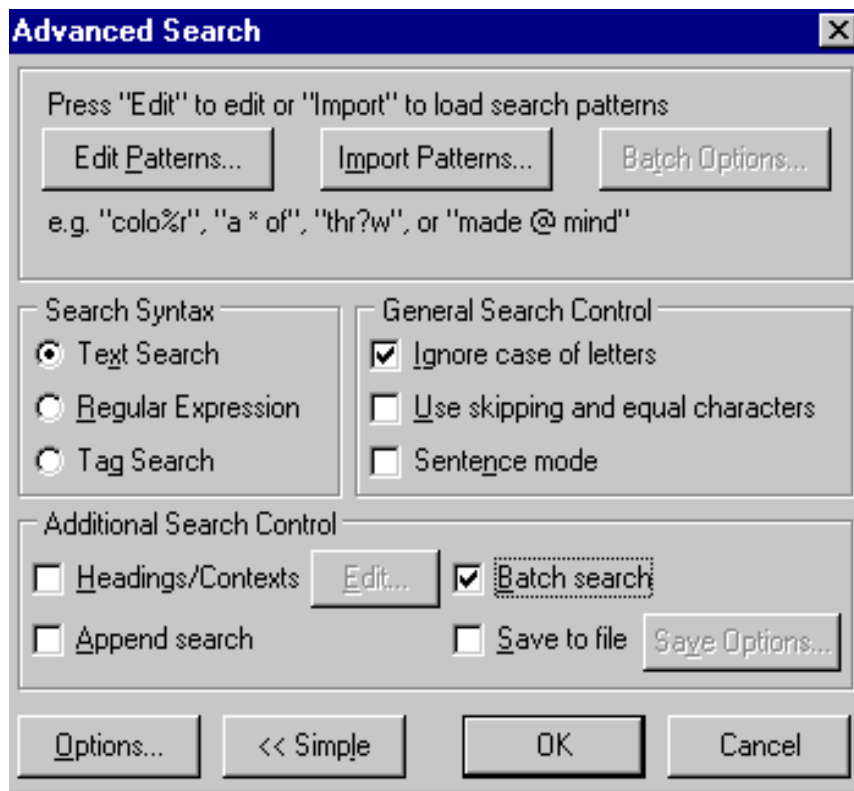 Advanced Search
Press "Edit" to edit or "Import" to load search patterns
Edit Patterns... Import Patterns... Batch Options...
e.g. "colo%r", "a * of", "thr?w", or "made @ mind"
Search Syntax General Search Control
Text Search Ignore case of letters
Regular Expression Use skipping and equal characters
Tag Search Sentence mode
Additional Search Control
Headings/Contexts Edit... Batch search
Append search Save to file Save Options...
Options... << Simple OK Cancel